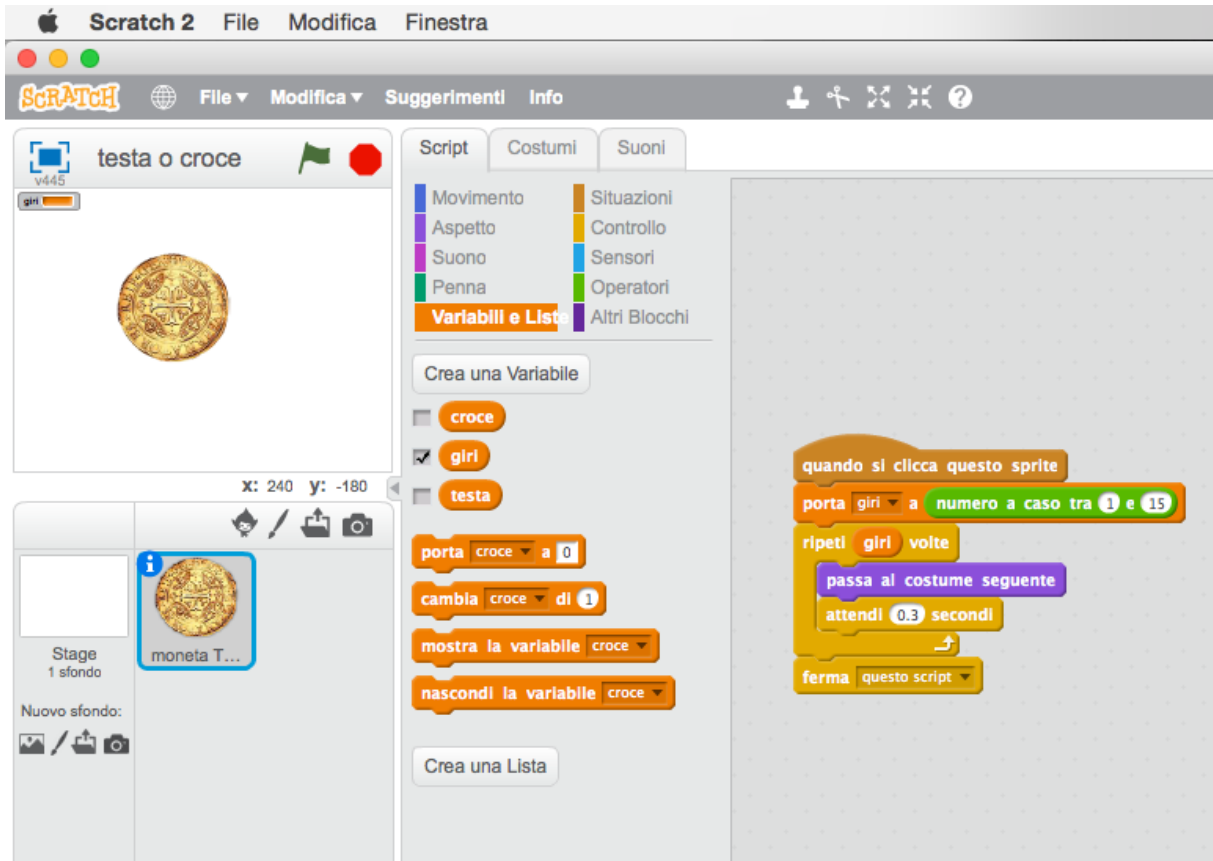 Scratch 2 File Modifica Finestra
SCRATCH File Modifica Suggerimenti Info
testa o croce
v445
giri
X: 240 y: -180
moneta T...
Stage
1 sfondo
Nuovo sfondo:
Script Costumi Suoni
Movimento Situazioni
Aspetto Controllo
Suono Sensori
Penna Operatori
Variabili e Liste Altri Blocchi
Crea una Variabile
croce
giri
testa
porta croce a 0
cambia croce di 1
mostra la variabile croce
nascondi la variabile croce
Crea una Lista
quando si clicca questo sprite
porta giri a numero a caso tra 1 e 15
ripeti giri volte
passa al costume seguente
attendi 0.3 secondi
ferma questo script